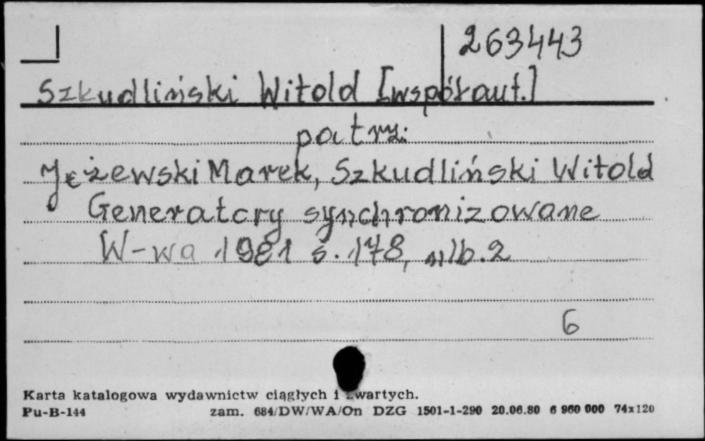 263443
Szkudliński Witold [współaut.]
patrz:
Jeżewski Marek, Szkudliński Witold
Generatory synchronizowane
W-wa 1981 s. 178, nlb. 2
6
Karta katalogowa wydawnictw ciągłych i zwartych.
Pu-B-144 zam. 684/DW/WA/On DZG 1501-1-290 20.06.80 6 960 000 74x120